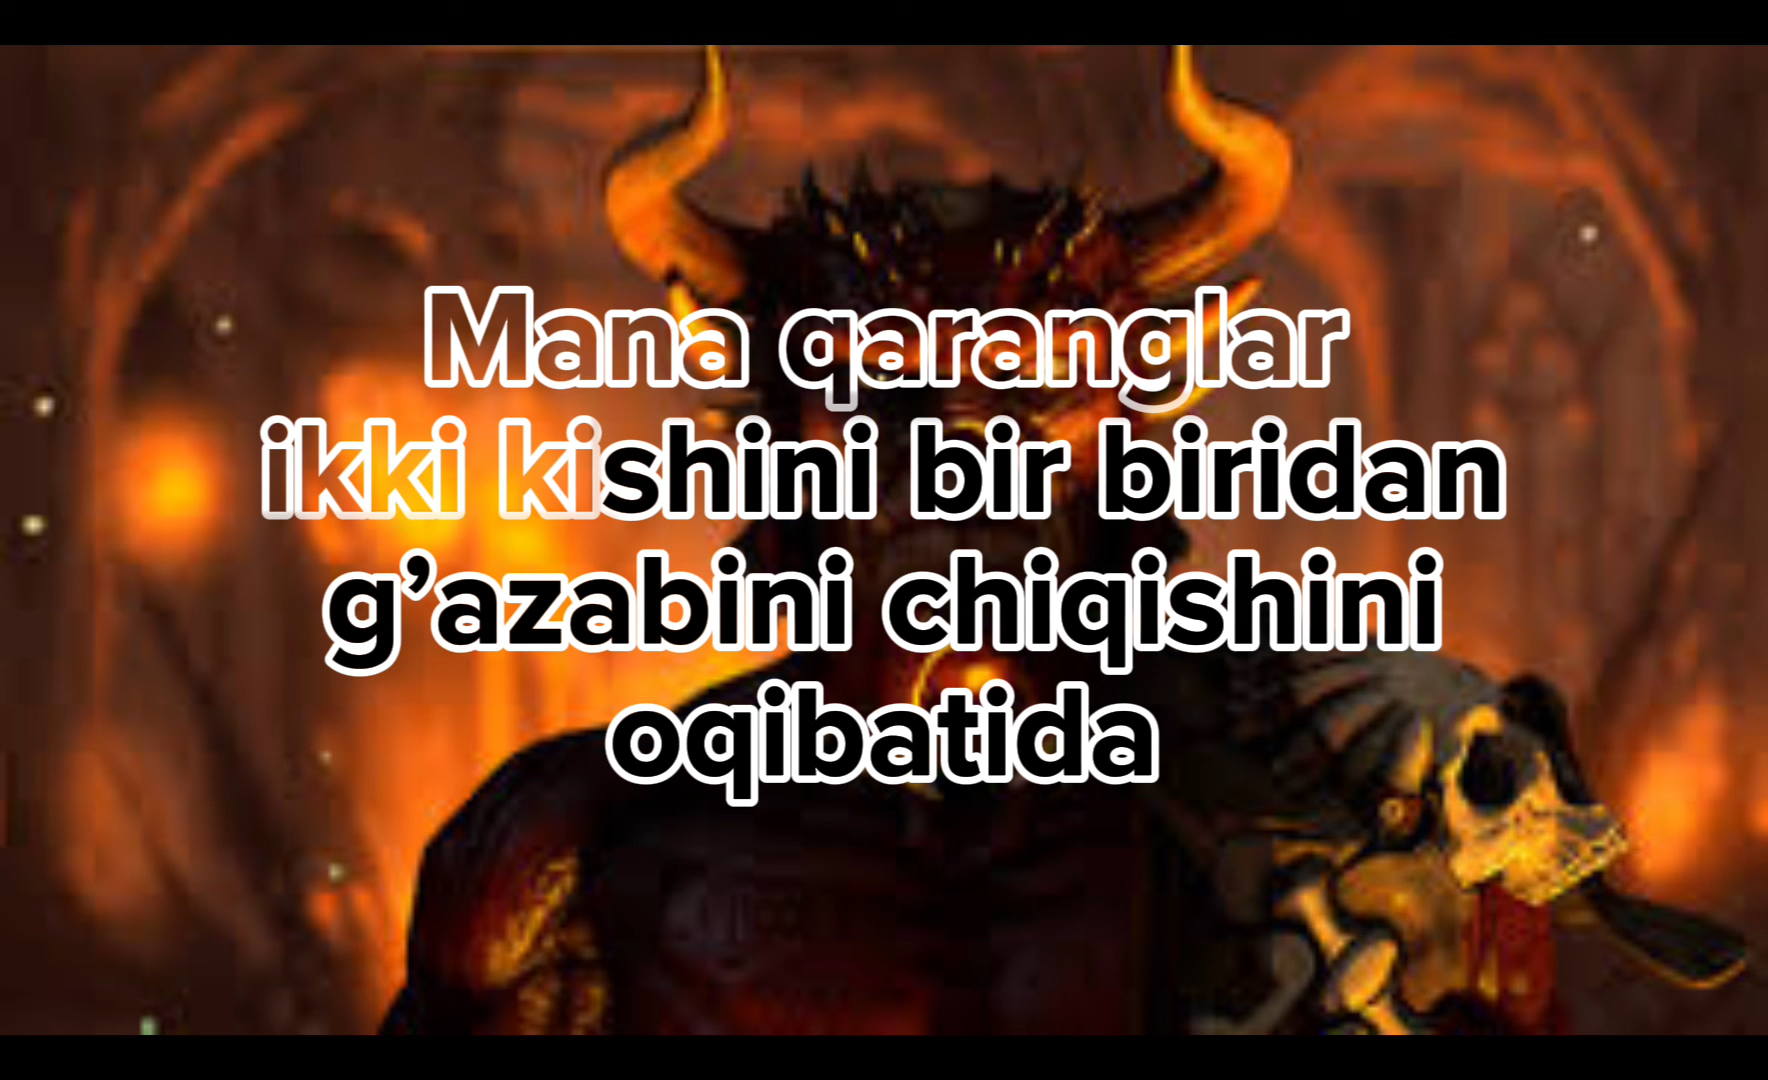 Mana qaranglar
ikki kishini bir biridan
g’azabini chiqishini
oqibatida